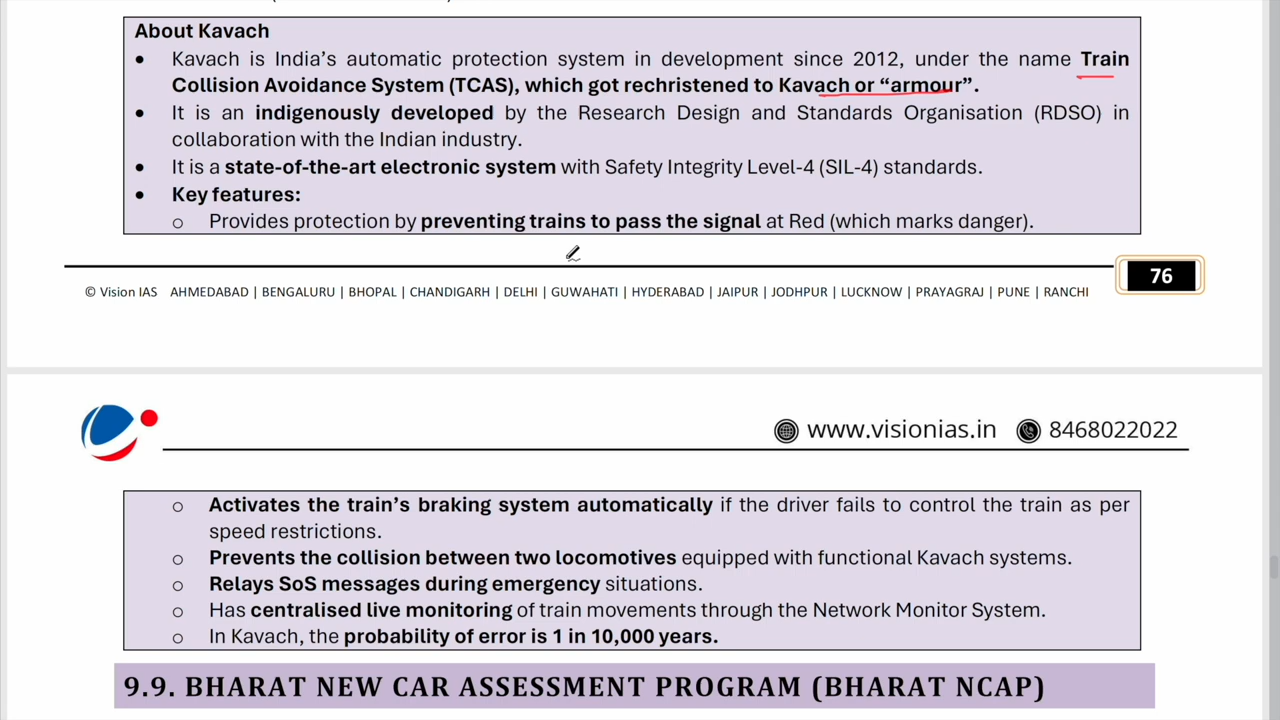 About Kavach
• Kavach is India's automatic protection system in development since 2012, under the name Train
Collision Avoidance System (TCAS), which got rechristened to Kavach or “armour”.
• It is an indigenously developed by the Research Design and Standards Organisation (RDSO) in
collaboration with the Indian industry.
• It is a state-of-the-art electronic system with Safety Integrity Level-4 (SIL-4) standards.
• Key features:
o Provides protection by preventing trains to pass the signal at Red (which marks danger).
76
© Vision IAS AHMEDABAD | BENGALURU | BHOPAL | CHANDIGARH | DELHI | GUWAHATI | HYDERABAD | JAIPUR | JODHPUR | LUCKNOW | PRAYAGRAJ | PUNE | RANCHI
www.visionias.in 8468022022
o Activates the train's braking system automatically if the driver fails to control the train as per
speed restrictions.
o Prevents the collision between two locomotives equipped with functional Kavach systems.
o Relays SoS messages during emergency situations.
o Has centralised live monitoring of train movements through the Network Monitor System.
o In Kavach, the probability of error is 1 in 10,000 years.
9.9. BHARAT NEW CAR ASSESSMENT PROGRAM (BHARAT NCAP)